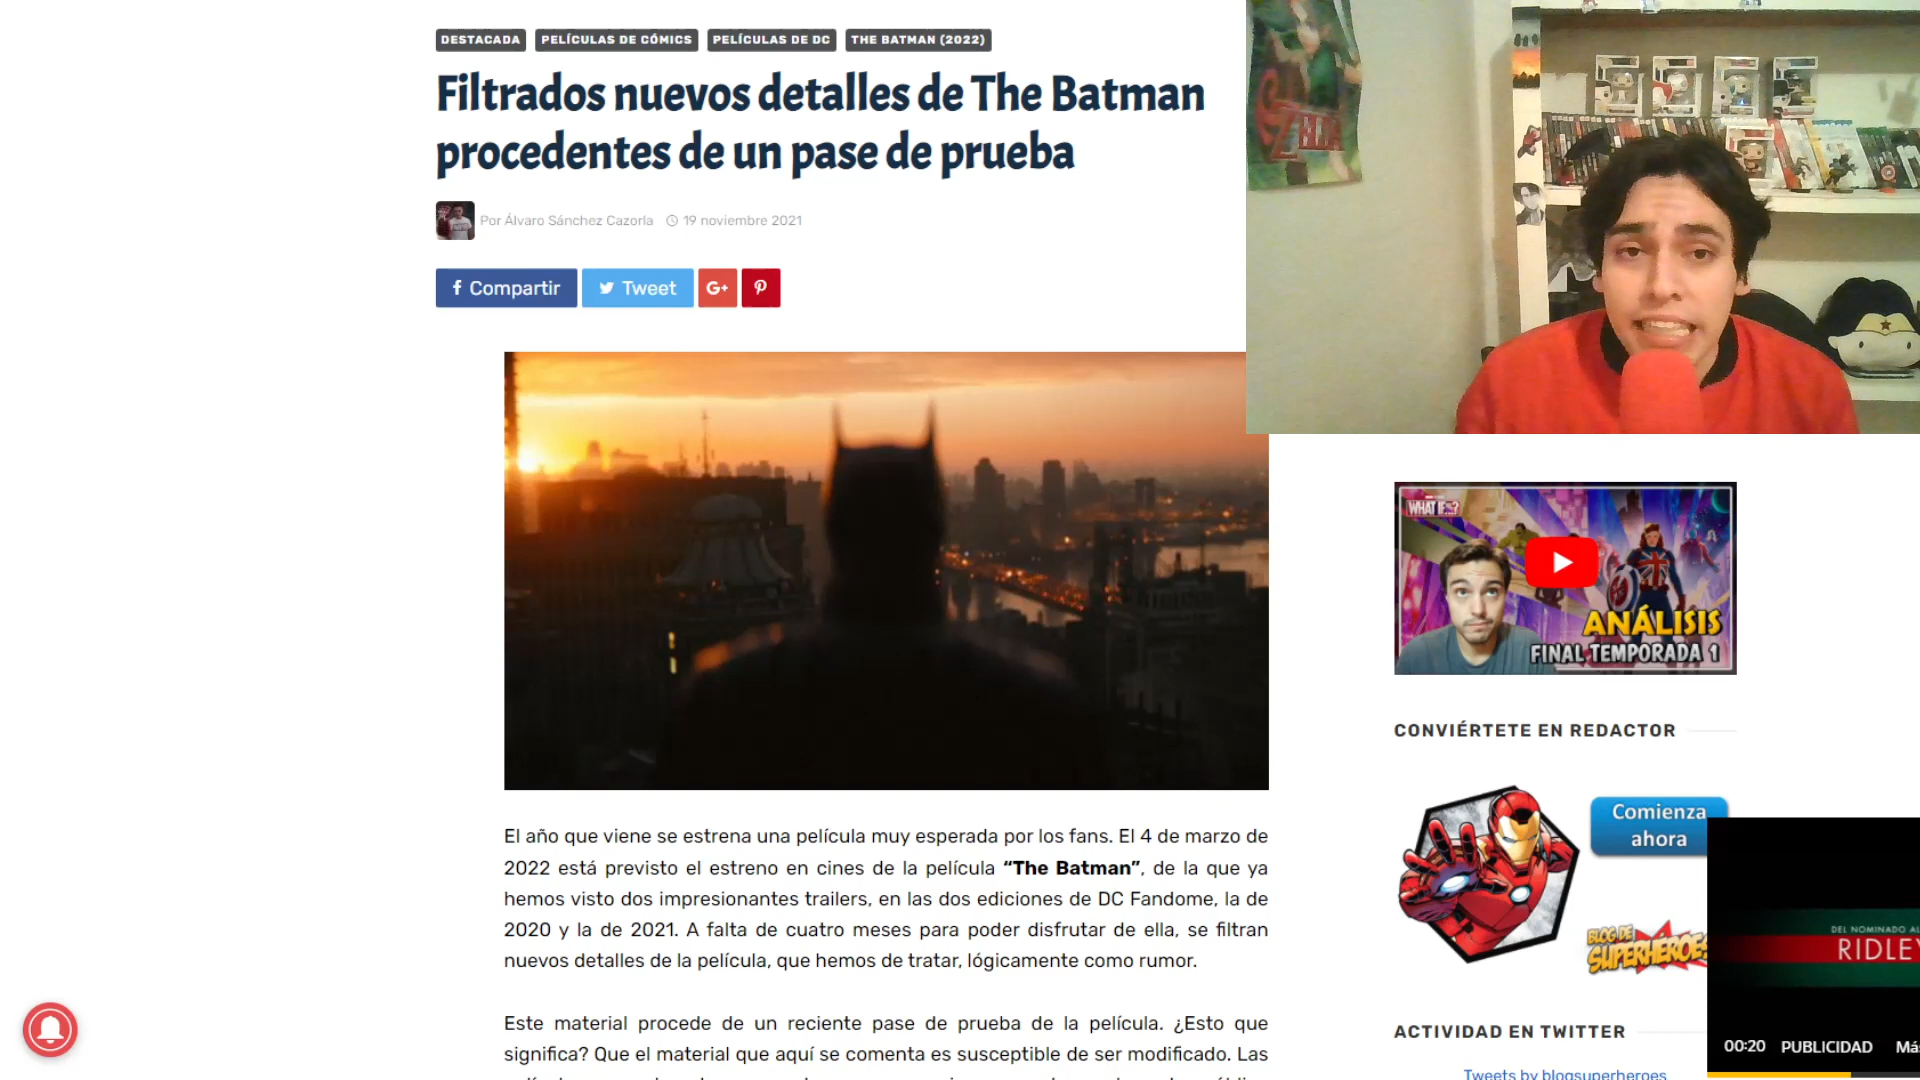 DESTACADA
PELÍCULAS DE CÓMICS
PELÍCULAS DE DC
THE BATMAN (2022)
Filtrados nuevos detalles de The Batman
procedentes de un pase de prueba
Por Álvaro Sánchez Cazorla
19 noviembre 2021
Compartir
Tweet
G+
ZELDA
WHAT IF...?
ANÁLISIS
FINAL TEMPORADA 1
El año que viene se estrena una película muy esperada por los fans. El 4 de marzo de
2022 está previsto el estreno en cines de la película “The Batman”, de la que ya
hemos visto dos impresionantes trailers, en las dos ediciones de DC Fandome, la de
2020 y la de 2021. A falta de cuatro meses para poder disfrutar de ella, se filtran
nuevos detalles de la película, que hemos de tratar, lógicamente como rumor.
Este material procede de un reciente pase de prueba de la película. ¿Esto que
significa? Que el material que aquí se comenta es susceptible de ser modificado. Las
CONVIÉRTETE EN REDACTOR
Comienza
ahora
BLOG DE
SUPERHÉROES
ACTIVIDAD EN TWITTER
Tweets by blogsuperheroes
DEL NOMINADO AL
RIDLEY
00:20 PUBLICIDAD Más